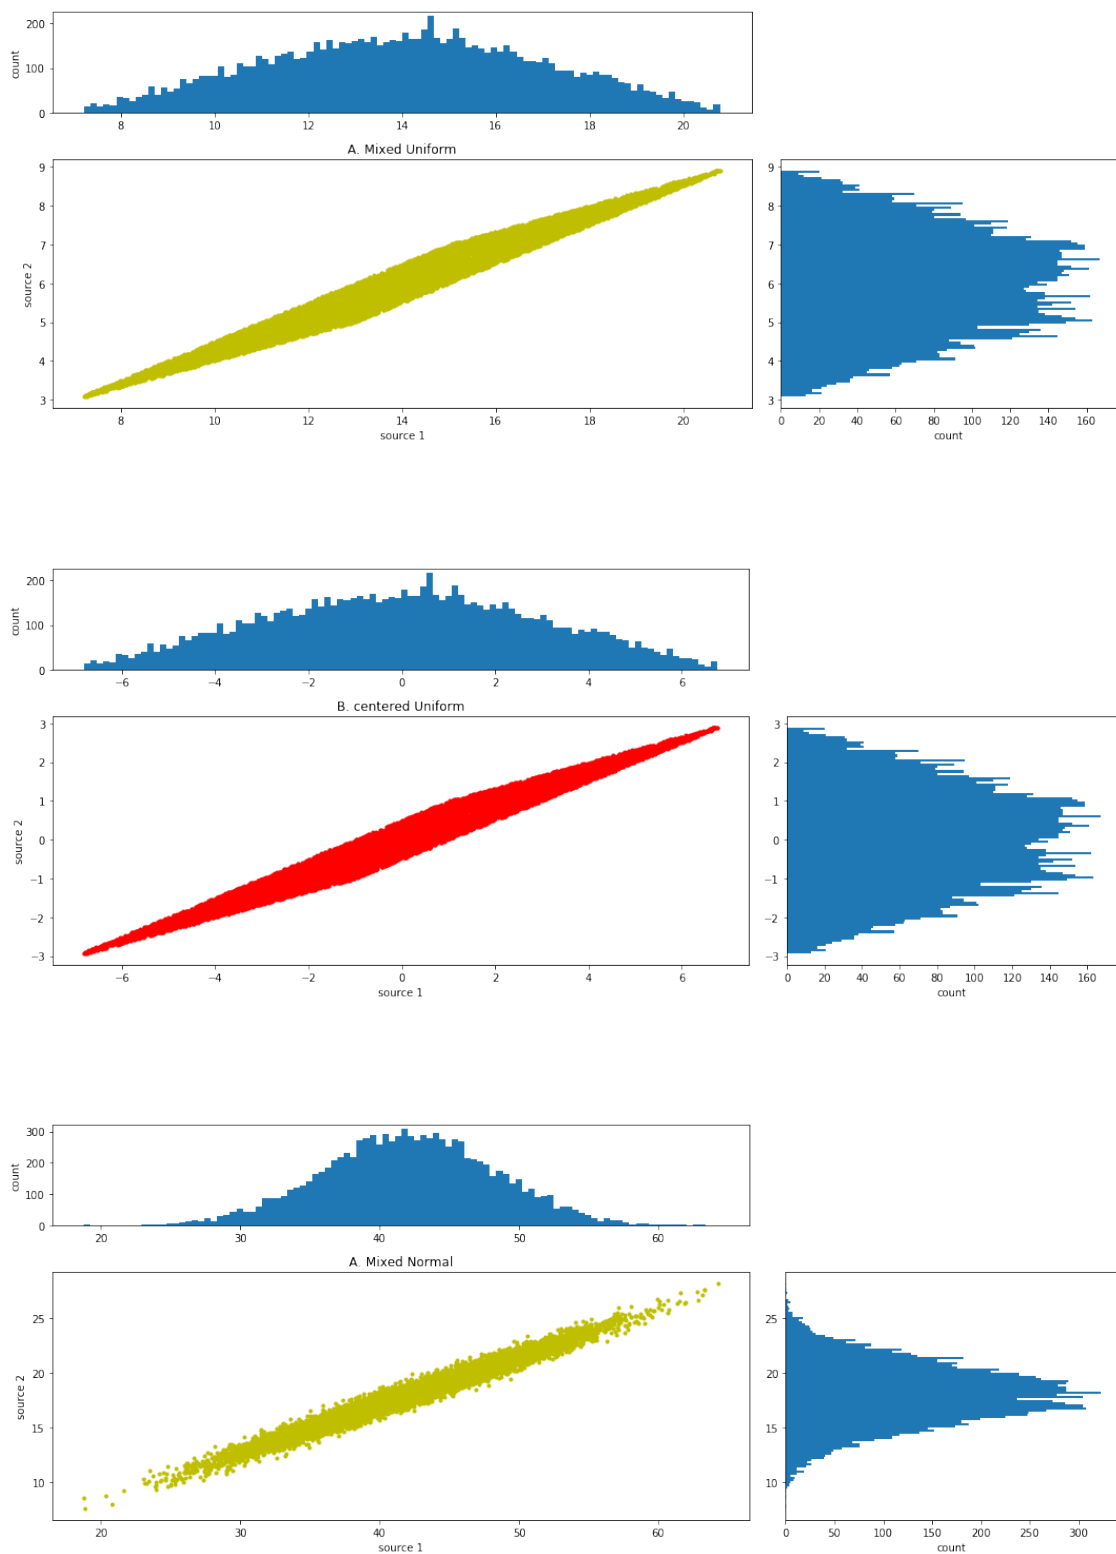 200
100
0
count
8 10 12 14 16 18 20
A. Mixed Uniform
9
8
7
6
5
4
3
source 2
8 10 12 14 16 18 20
source 1
9
8
7
6
5
4
3
0 20 40 60 80 100 120 140 160
count
200
100
0
count
−6 −4 −2 0 2 4 6
B. centered Uniform
3
2
1
0
−1
−2
−3
source 2
−6 −4 −2 0 2 4 6
source 1
3
2
1
0
−1
−2
−3
0 20 40 60 80 100 120 140 160
count
300
200
100
0
count
20 30 40 50 60
A. Mixed Normal
25
20
15
10
source 2
20 30 40 50 60
source 1
25
20
15
10
0 50 100 150 200 250 300
count